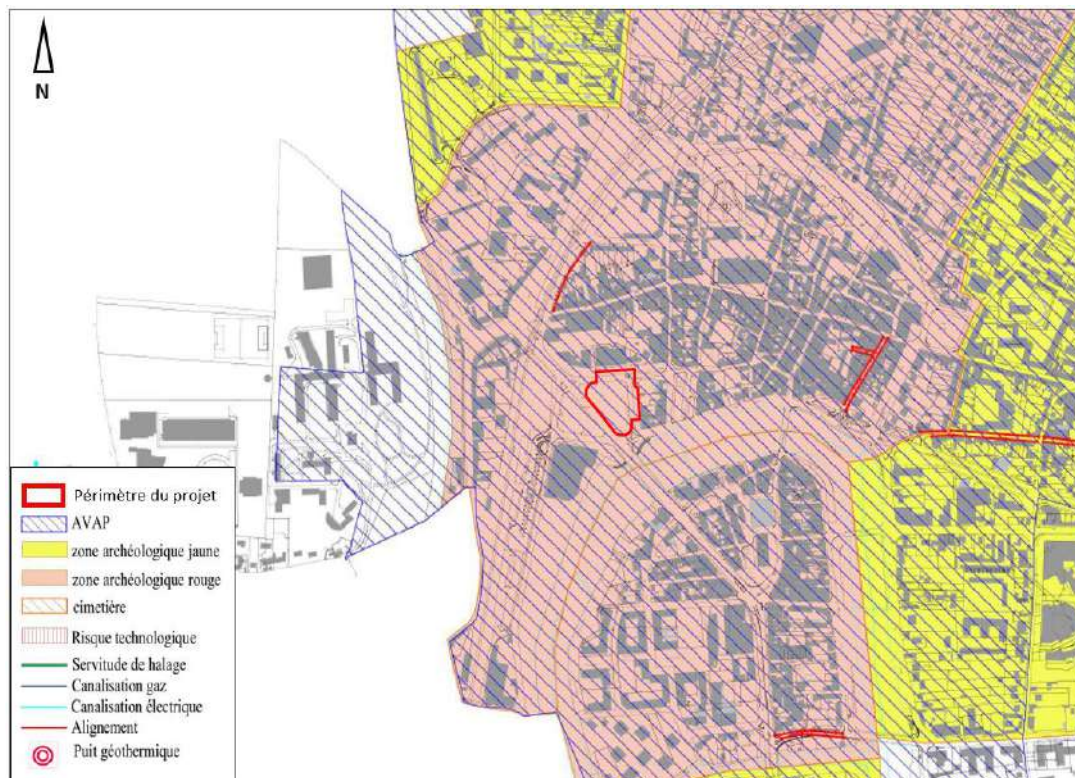 N
Périmètre du projet
AVAP
zone archéologique jaune
zone archéologique rouge
cimetière
Risque technologique
Servitude de halage
Canalisation gaz
Canalisation électrique
Alignement
Puit géothermique